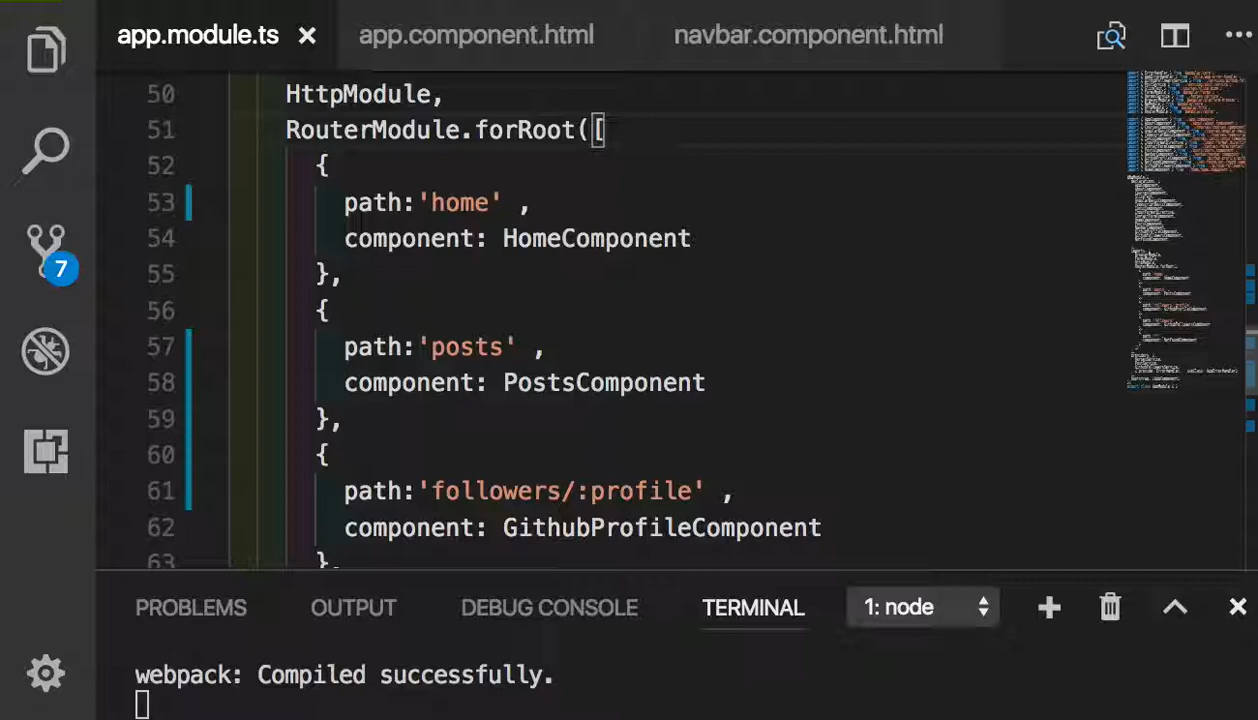 app.module.ts × app.component.html navbar.component.html
50 HttpModule,
51 RouterModule.forRoot([
52 {
53 path:'home' ,
54 component: HomeComponent
55 },
56 {
57 path:'posts' ,
58 component: PostsComponent
59 },
60 {
61 path:'followers/:profile' ,
62 component: GithubProfileComponent
63 },
7
PROBLEMS OUTPUT DEBUG CONSOLE TERMINAL 1: node
webpack: Compiled successfully.